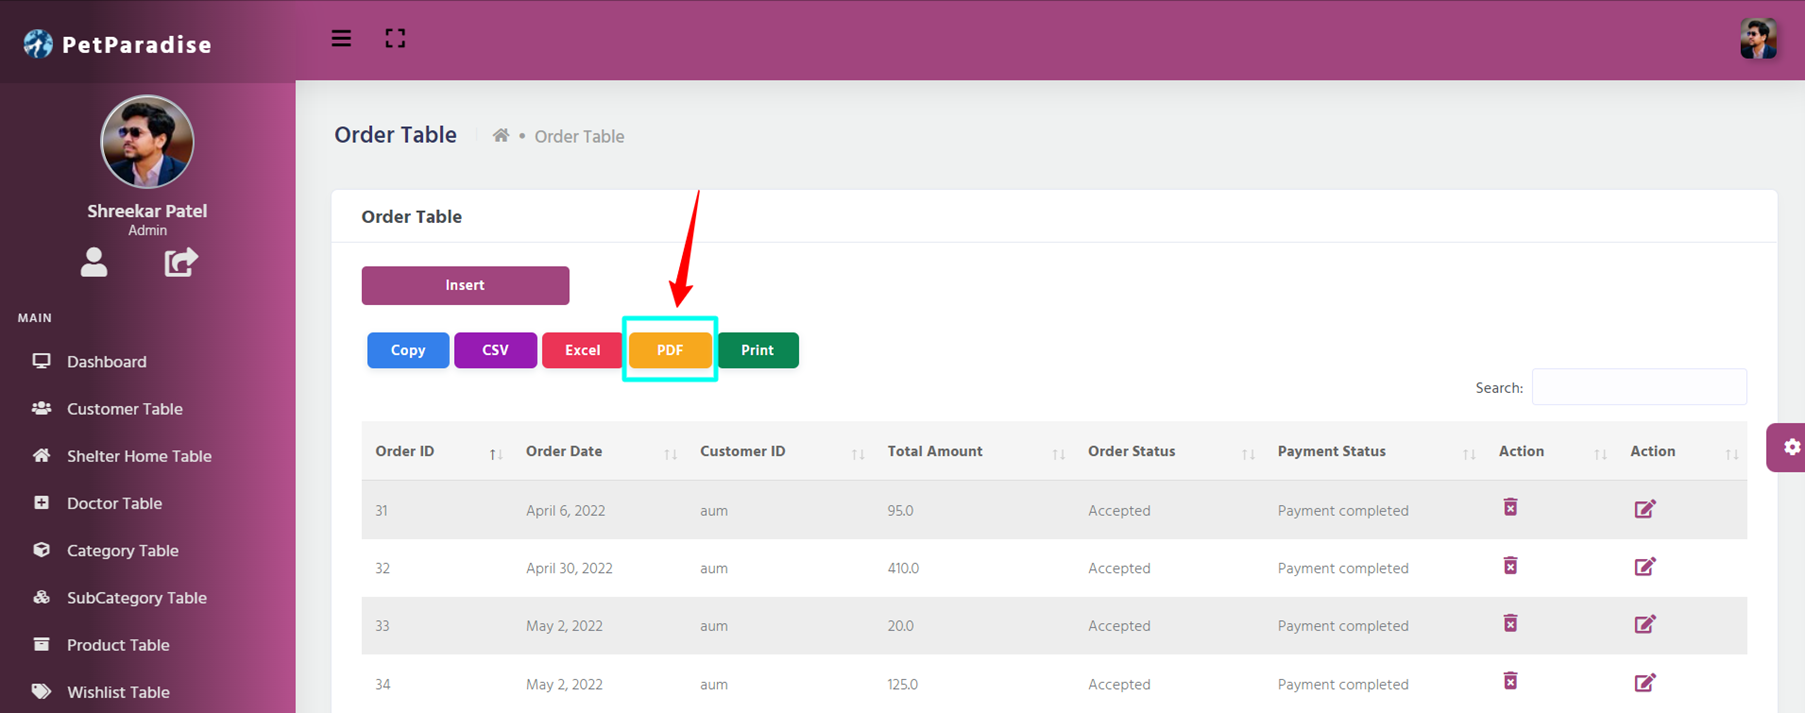 PetParadise
Shreekar Patel
Admin
MAIN
Dashboard
Customer Table
Shelter Home Table
Doctor Table
Category Table
SubCategory Table
Product Table
Wishlist Table
Order Table • Order Table
Order Table
Insert
Copy CSV Excel PDF Print
Search:
Order ID Order Date Customer ID Total Amount Order Status Payment Status Action Action
31 April 6, 2022 aum 95.0 Accepted Payment completed
32 April 30, 2022 aum 410.0 Accepted Payment completed
33 May 2, 2022 aum 20.0 Accepted Payment completed
34 May 2, 2022 aum 125.0 Accepted Payment completed